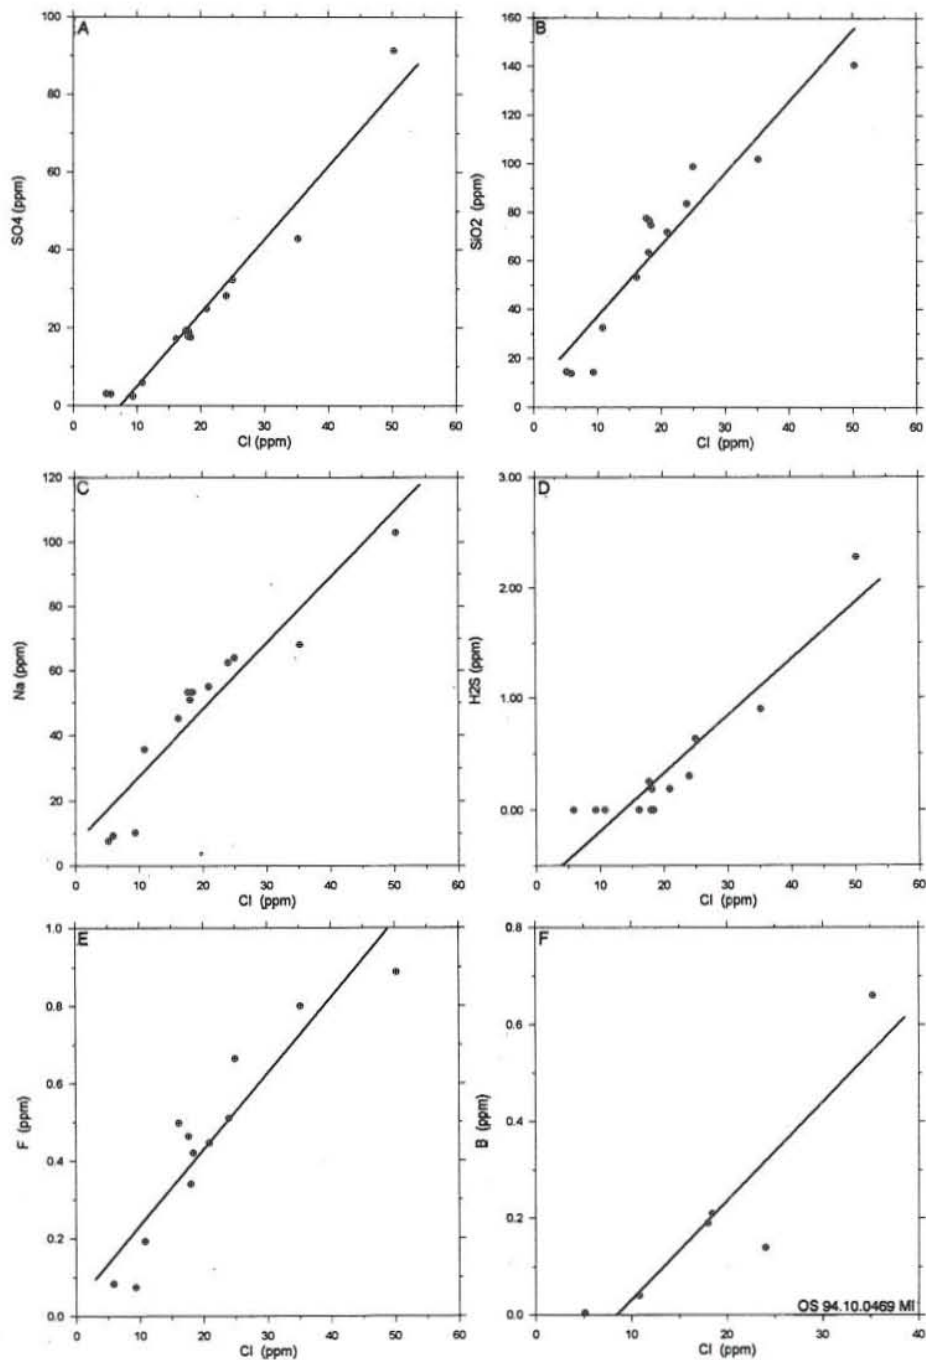 A
100
80
60
40
20
0
SO4 (ppm)
0 10 20 30 40 50 60
Cl (ppm)
B
160
140
120
100
80
60
40
20
0
SiO2 (ppm)
0 10 20 30 40 50 60
Cl (ppm)
C
120
100
80
60
40
20
0
Na (ppm)
0 10 20 30 40 50 60
Cl (ppm)
D
3.00
2.00
1.00
0.00
H2S (ppm)
0 10 20 30 40 50 60
Cl (ppm)
E
1.0
0.8
0.6
0.4
0.2
0.0
F (ppm)
0 10 20 30 40 50 60
Cl (ppm)
F
0.8
0.6
0.4
0.2
0.0
B (ppm)
OS 94.10.0469 MI
0 10 20 30 40
Cl (ppm)